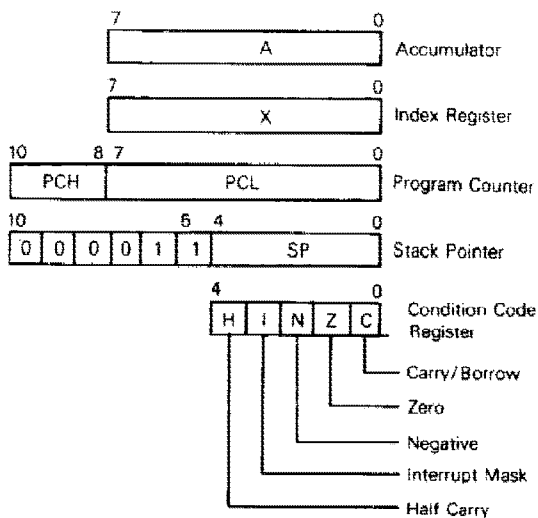 7 0
A Accumulator
7 0
X Index Register
10 8 7 0
PCH PCL Program Counter
10 5 4 0
0 0 0 0 1 1 SP Stack Pointer
4 0
H I N Z C Condition Code
Register
Carry/Borrow
Zero
Negative
Interrupt Mask
Half Carry